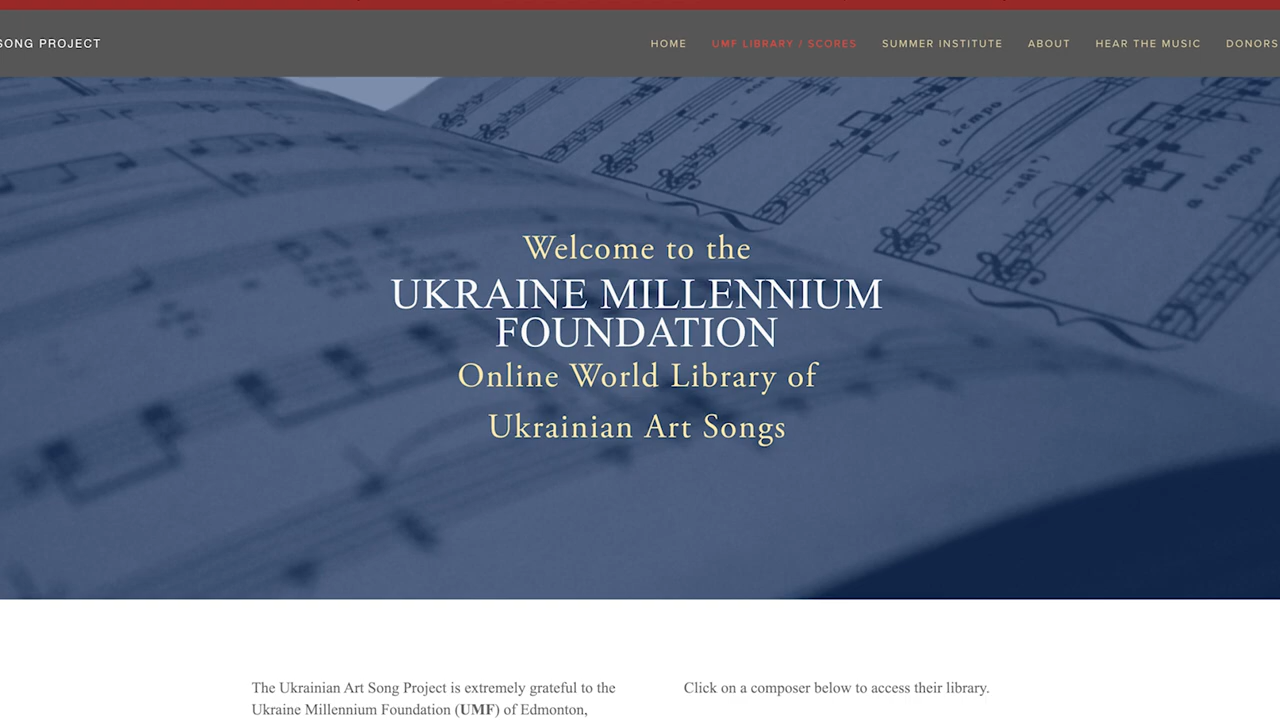 SONG PROJECT
HOME UMF LIBRARY / SCORES SUMMER INSTITUTE ABOUT HEAR THE MUSIC DONORS
a tempo
a tempo
Welcome to the
UKRAINE MILLENNIUM
FOUNDATION
Online World Library of
Ukrainian Art Songs
The Ukrainian Art Song Project is extremely grateful to the
Ukraine Millennium Foundation (UMF) of Edmonton,
Click on a composer below to access their library.